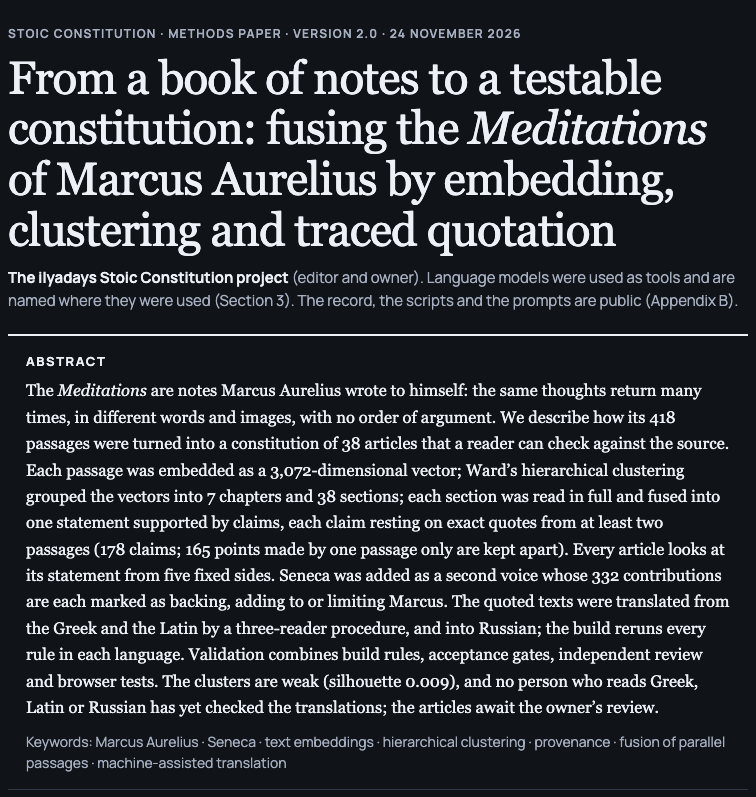 STOIC CONSTITUTION · METHODS PAPER · VERSION 2.0 · 24 NOVEMBER 2026
From a book of notes to a testable
constitution: fusing the Meditations
of Marcus Aurelius by embedding,
clustering and traced quotation
The ilyadays Stoic Constitution project (editor and owner). Language models were used as tools and are
named where they were used (Section 3). The record, the scripts and the prompts are public (Appendix B).
ABSTRACT
The Meditations are notes Marcus Aurelius wrote to himself: the same thoughts return many
times, in different words and images, with no order of argument. We describe how its 418
passages were turned into a constitution of 38 articles that a reader can check against the source.
Each passage was embedded as a 3,072-dimensional vector; Ward’s hierarchical clustering
grouped the vectors into 7 chapters and 38 sections; each section was read in full and fused into
one statement supported by claims, each claim resting on exact quotes from at least two
passages (178 claims; 165 points made by one passage only are kept apart). Every article looks at
its statement from five fixed sides. Seneca was added as a second voice whose 332 contributions
are each marked as backing, adding to or limiting Marcus. The quoted texts were translated from
the Greek and the Latin by a three-reader procedure, and into Russian; the build reruns every
rule in each language. Validation combines build rules, acceptance gates, independent review
and browser tests. The clusters are weak (silhouette 0.009), and no person who reads Greek,
Latin or Russian has yet checked the translations; the articles await the owner’s review.
Keywords: Marcus Aurelius · Seneca · text embeddings · hierarchical clustering · provenance · fusion of parallel
passages · machine-assisted translation